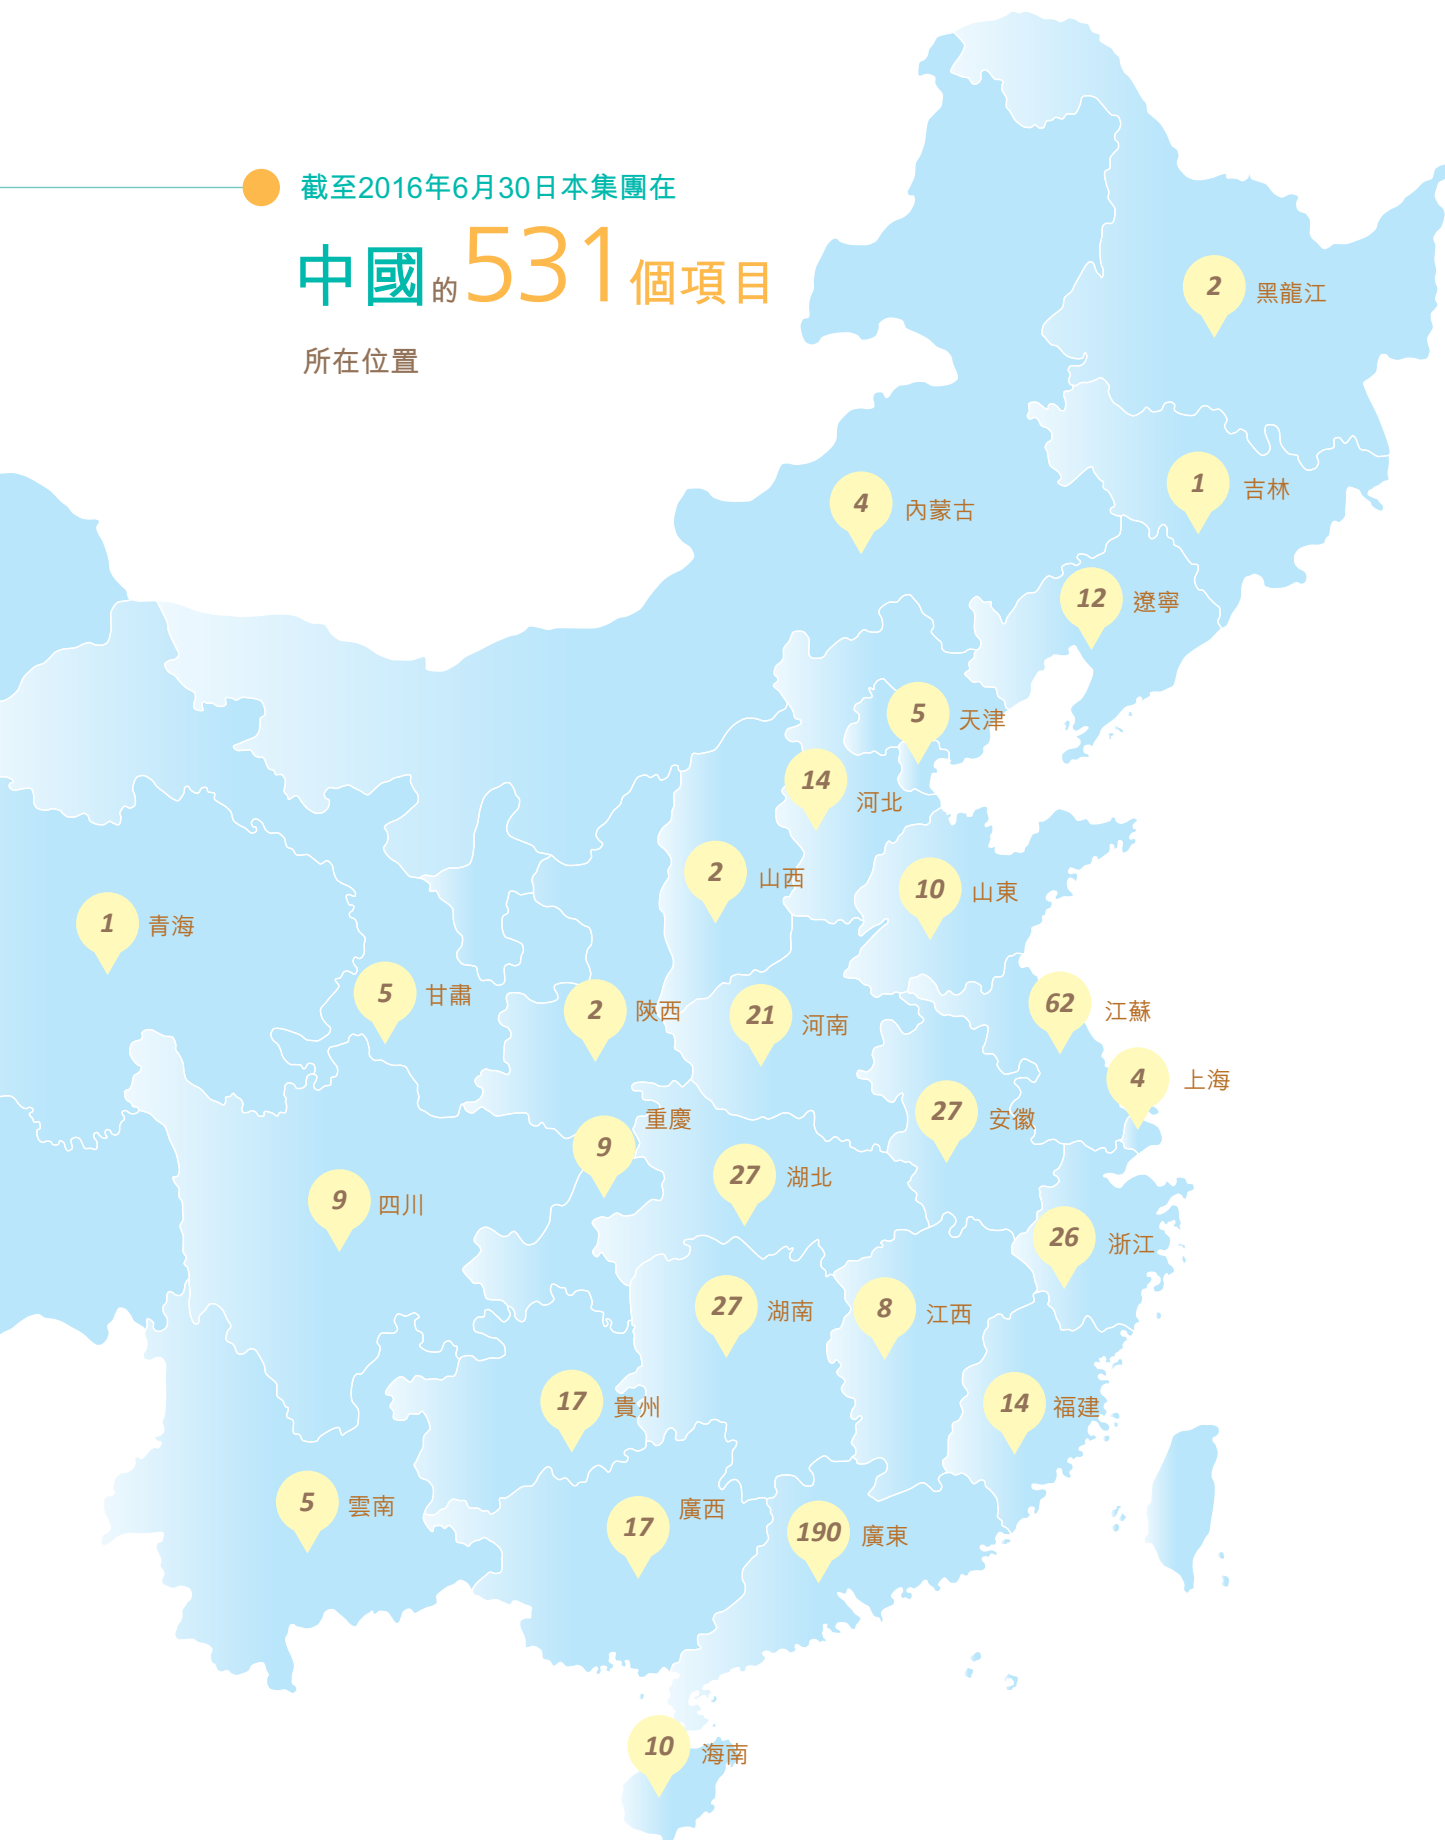 截至2016年6月30日本集團在
中國的531個項目
所在位置
2 黑龍江
1 吉林
4 內蒙古
12 遼寧
5 天津
14 河北
2 山西
10 山東
1 青海
5 甘肅
2 陝西
21 河南
62 江蘇
4 上海
27 安徽
9 重慶
27 湖北
9 四川
26 浙江
27 湖南
8 江西
17 貴州
14 福建
5 雲南
17 廣西
190 廣東
10 海南